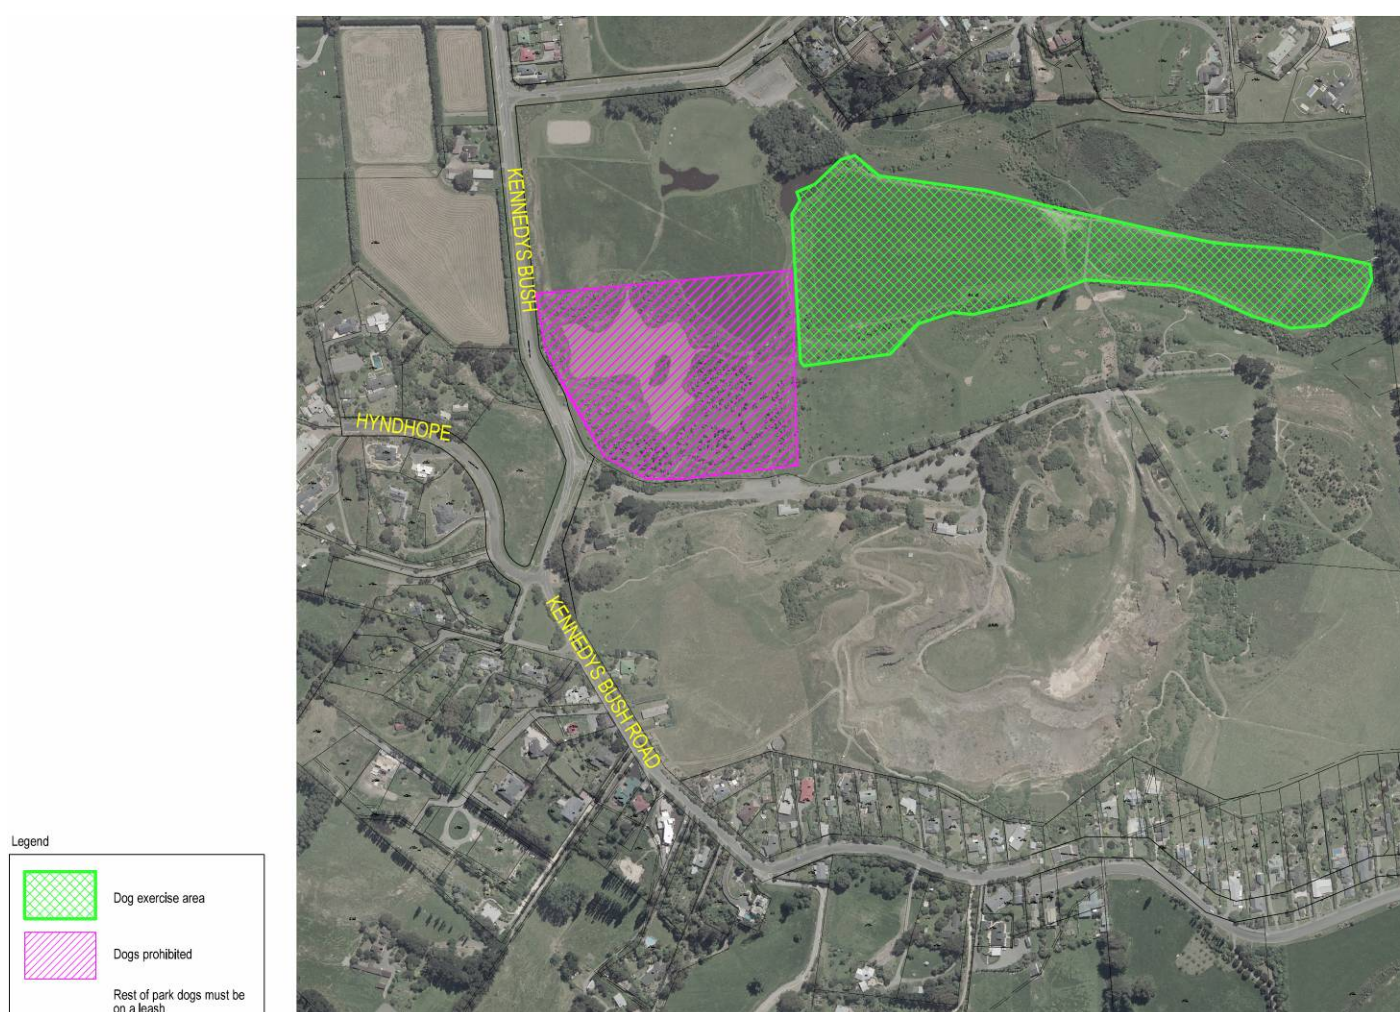 KENNEDYS BUSH
HYNDHOPE
KENNEDYS BUSH ROAD
Legend
Dog exercise area
Dogs prohibited
Rest of park dogs must be
on a leash